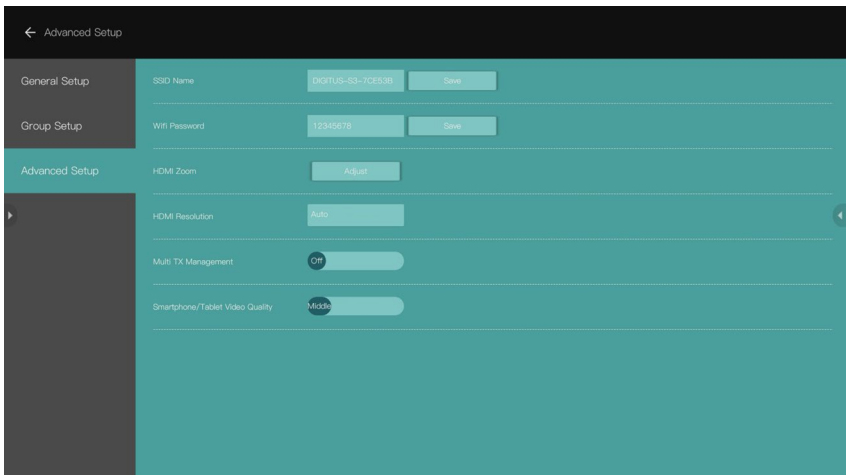 Advanced Setup
General Setup
Group Setup
Advanced Setup
SSID Name
DIGITUS-S3-7CE53B
Save
Wifi Password
12345678
Save
HDMI Zoom
Adjust
HDMI Resolution
Auto
Multi TX Management
Off
Smartphone/Tablet Video Quality
Middle